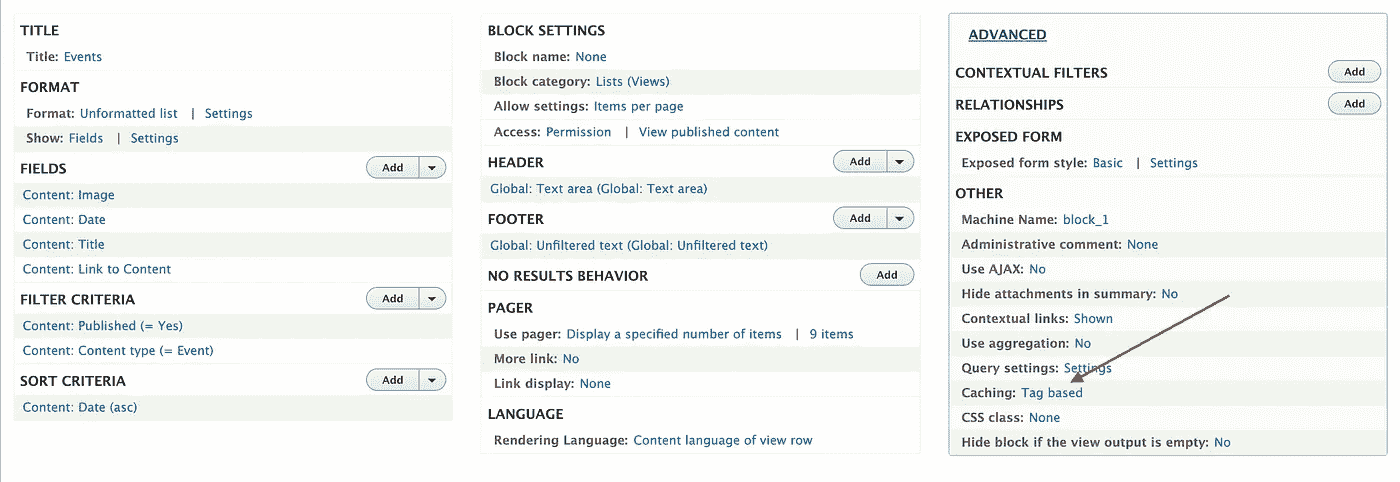 TITLE
Title: Events
FORMAT
Format: Unformatted list | Settings
Show: Fields | Settings
FIELDS Add
Content: Image
Content: Date
Content: Title
Content: Link to Content
FILTER CRITERIA Add
Content: Published (= Yes)
Content: Content type (= Event)
SORT CRITERIA Add
Content: Date (asc)
BLOCK SETTINGS
Block name: None
Block category: Lists (Views)
Allow settings: Items per page
Access: Permission | View published content
HEADER Add
Global: Text area (Global: Text area)
FOOTER Add
Global: Unfiltered text (Global: Unfiltered text)
NO RESULTS BEHAVIOR Add
PAGER
Use pager: Display a specified number of items | 9 items
More link: No
Link display: None
LANGUAGE
Rendering Language: Content language of view row
ADVANCED
CONTEXTUAL FILTERS Add
RELATIONSHIPS Add
EXPOSED FORM
Exposed form style: Basic | Settings
OTHER
Machine Name: block_1
Administrative comment: None
Use AJAX: No
Hide attachments in summary: No
Contextual links: Shown
Use aggregation: No
Query settings: Settings
Caching: Tag based
CSS class: None
Hide block if the view output is empty: No